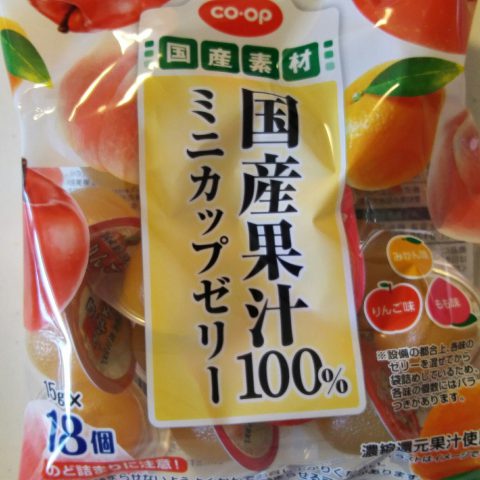 co-op
国産素材
国産果汁100%
ミニカップゼリー
みかん味
りんご味
もも味
※設備の都合上、各味の
ゼリーを混ぜてから
袋詰めしているため、
各味の個数にはバラ
つきがあります。
15g×
18個
濃縮還元果汁使用
のど詰まりに注意!